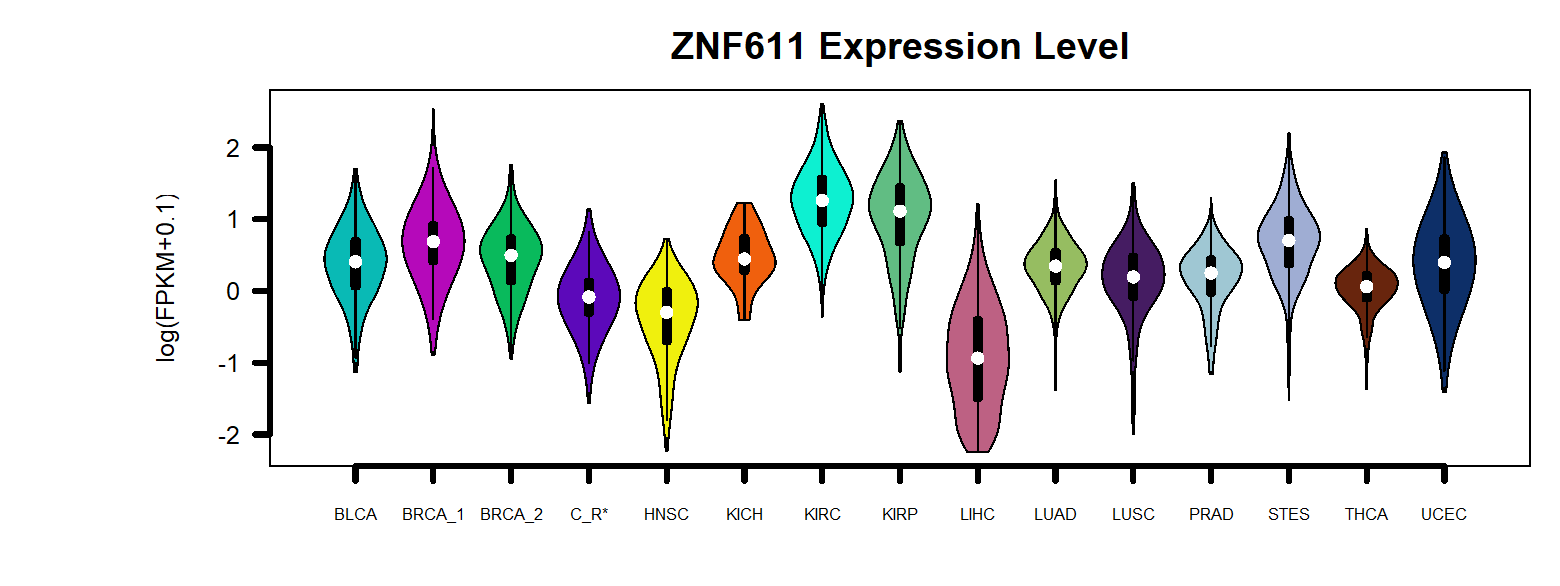 ZNF611 Expression Level
log(FPKM+0.1)
2
1
0
-1
-2
BLCA BRCA_1 BRCA_2 C_R* HNSC KICH KIRC KIRP LIHC LUAD LUSC PRAD STES THCA UCEC